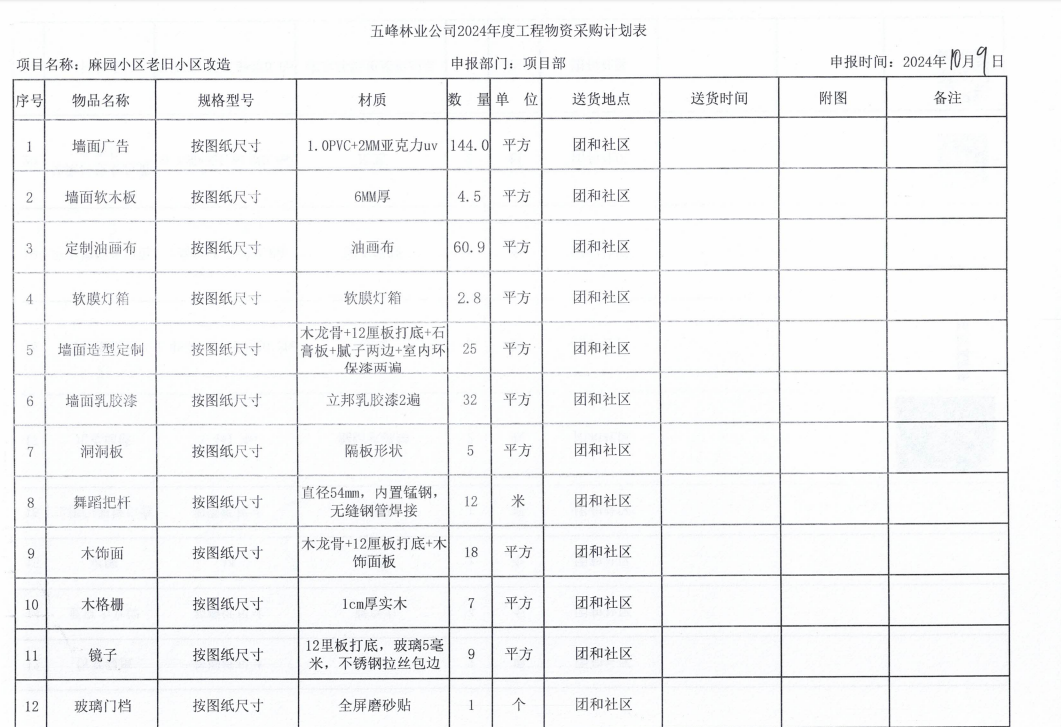 五峰林业公司2024年度工程物资采购计划表
项目名称：麻园小区老旧小区改造 申报部门：项目部 申报时间：2024年10月9日
序号 物品名称 规格型号 材质 数 量 单 位 送货地点 送货时间 附图 备注
1 墙面广告 按图纸尺寸 1.0PVC+2MM亚克力uv 144.0 平方 团和社区
2 墙面软木板 按图纸尺寸 6MM厚 4.5 平方 团和社区
3 定制油画布 按图纸尺寸 油画布 60.9 平方 团和社区
4 软膜灯箱 按图纸尺寸 软膜灯箱 2.8 平方 团和社区
5 墙面造型定制 按图纸尺寸 木龙骨+12厘板打底+石
膏板+腻子两边+室内环
保漆两遍 25 平方 团和社区
6 墙面乳胶漆 按图纸尺寸 立邦乳胶漆2遍 32 平方 团和社区
7 洞洞板 按图纸尺寸 隔板形状 5 平方 团和社区
8 舞蹈把杆 按图纸尺寸 直径54mm，内置锰钢，
无缝钢管焊接 12 米 团和社区
9 木饰面 按图纸尺寸 木龙骨+12厘板打底+木
饰面板 18 平方 团和社区
10 木格栅 按图纸尺寸 1cm厚实木 7 平方 团和社区
11 镜子 按图纸尺寸 12里板打底，玻璃5毫
米，不锈钢拉丝包边 9 平方 团和社区
12 玻璃门档 按图纸尺寸 全屏磨砂贴 1 个 团和社区